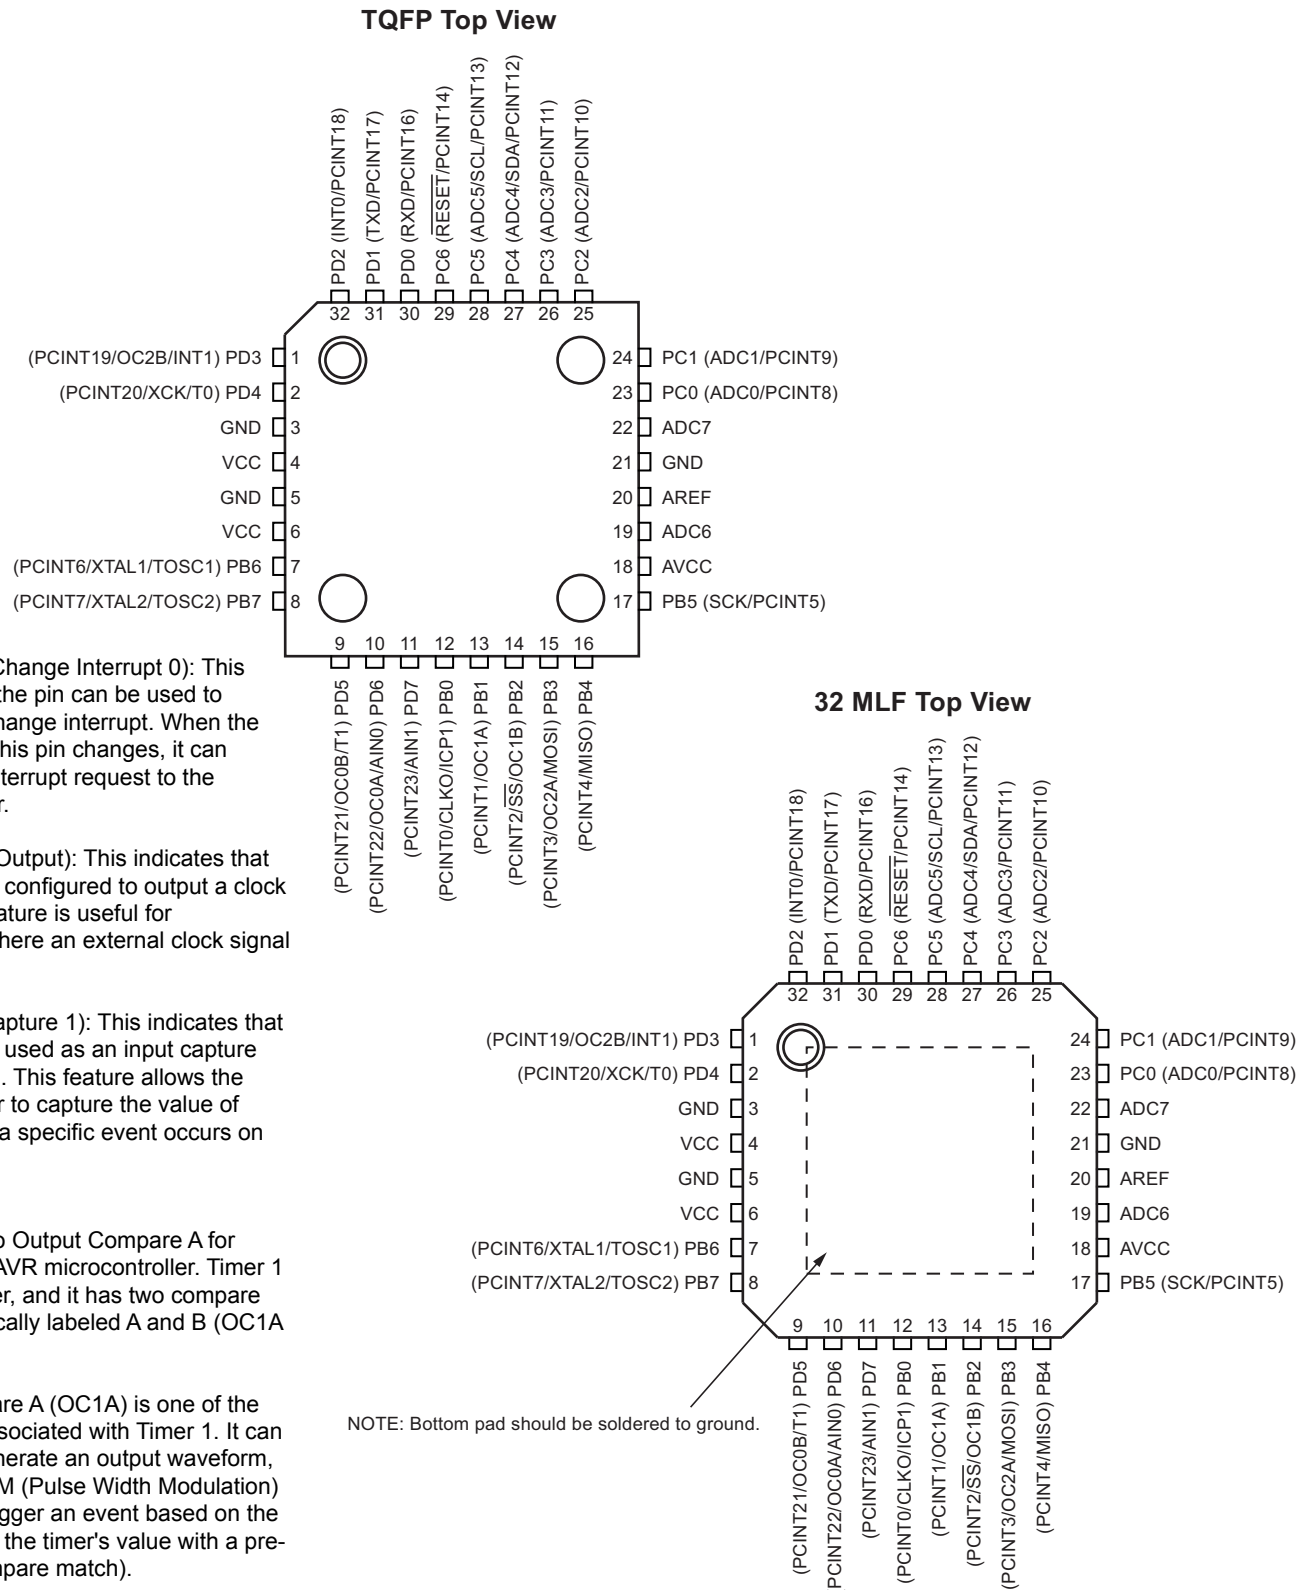 TQFP Top View
PD2 (INT0/PCINT18)
PD1 (TXD/PCINT17)
PD0 (RXD/PCINT16)
PC6 (RESET/PCINT14)
PC5 (ADC5/SCL/PCINT13)
PC4 (ADC4/SDA/PCINT12)
PC3 (ADC3/PCINT11)
PC2 (ADC2/PCINT10)
32 31 30 29 28 27 26 25
(PCINT19/OC2B/INT1) PD3 1
(PCINT20/XCK/T0) PD4 2
GND 3
VCC 4
GND 5
VCC 6
(PCINT6/XTAL1/TOSC1) PB6 7
(PCINT7/XTAL2/TOSC2) PB7 8
24 PC1 (ADC1/PCINT9)
23 PC0 (ADC0/PCINT8)
22 ADC7
21 GND
20 AREF
19 ADC6
18 AVCC
17 PB5 (SCK/PCINT5)
9 10 11 12 13 14 15 16
(PCINT21/OC0B/T1) PD5
(PCINT22/OC0A/AIN0) PD6
(PCINT23/AIN1) PD7
(PCINT0/CLKO/ICP1) PB0
(PCINT1/OC1A) PB1
(PCINT2/SS/OC1B) PB2
(PCINT3/OC2A/MOSI) PB3
(PCINT4/MISO) PB4
Change Interrupt 0): This
the pin can be used to
hange interrupt. When the
his pin changes, it can
terrupt request to the
r.
Output): This indicates that
configured to output a clock
ature is useful for
here an external clock signal
apture 1): This indicates that
used as an input capture
. This feature allows the
r to capture the value of
a specific event occurs on
o Output Compare A for
AVR microcontroller. Timer 1
er, and it has two compare
cally labeled A and B (OC1A
are A (OC1A) is one of the
sociated with Timer 1. It can
nerate an output waveform,
M (Pulse Width Modulation)
igger an event based on the
the timer's value with a pre-
mpare match).
32 MLF Top View
PD2 (INT0/PCINT18)
PD1 (TXD/PCINT17)
PD0 (RXD/PCINT16)
PC6 (RESET/PCINT14)
PC5 (ADC5/SCL/PCINT13)
PC4 (ADC4/SDA/PCINT12)
PC3 (ADC3/PCINT11)
PC2 (ADC2/PCINT10)
32 31 30 29 28 27 26 25
(PCINT19/OC2B/INT1) PD3 1
(PCINT20/XCK/T0) PD4 2
GND 3
VCC 4
GND 5
VCC 6
(PCINT6/XTAL1/TOSC1) PB6 7
(PCINT7/XTAL2/TOSC2) PB7 8
24 PC1 (ADC1/PCINT9)
23 PC0 (ADC0/PCINT8)
22 ADC7
21 GND
20 AREF
19 ADC6
18 AVCC
17 PB5 (SCK/PCINT5)
9 10 11 12 13 14 15 16
(PCINT21/OC0B/T1) PD5
PCINT22/OC0A/AIN0) PD6
(PCINT23/AIN1) PD7
(PCINT0/CLKO/ICP1) PB0
(PCINT1/OC1A) PB1
(PCINT2/SS/OC1B) PB2
(PCINT3/OC2A/MOSI) PB3
(PCINT4/MISO) PB4
NOTE: Bottom pad should be soldered to ground.